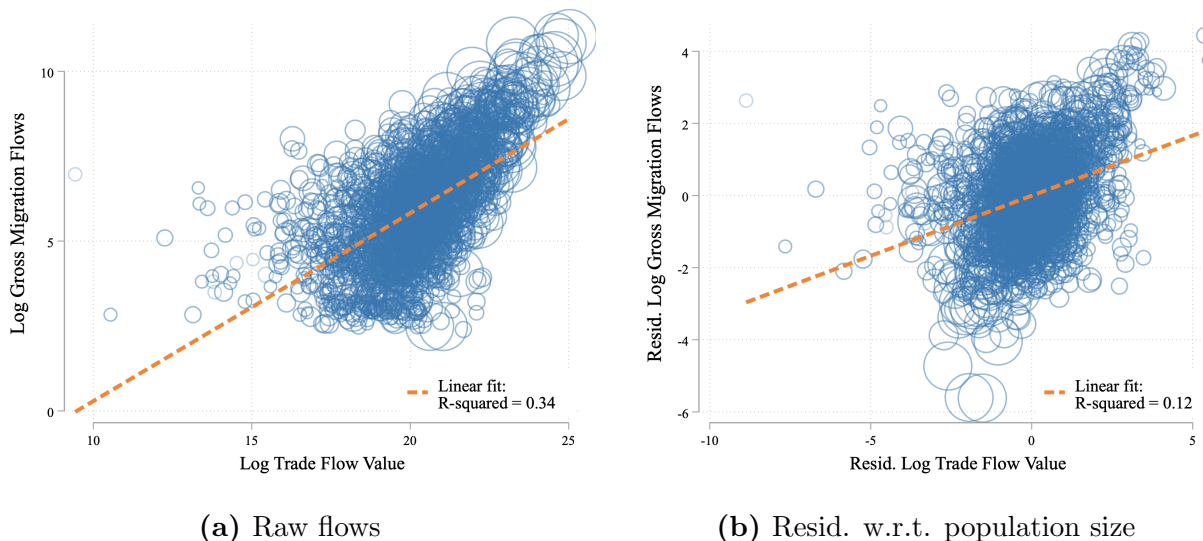 Log Gross Migration Flows
10
5
0
10
15
20
25
Log Trade Flow Value
Linear fit:
R-squared = 0.34
(a) Raw flows
Resid. Log Gross Migration Flows
4
2
0
-2
-4
-6
-10
-5
0
5
Resid. Log Trade Flow Value
Linear fit:
R-squared = 0.12
(b) Resid. w.r.t. population size